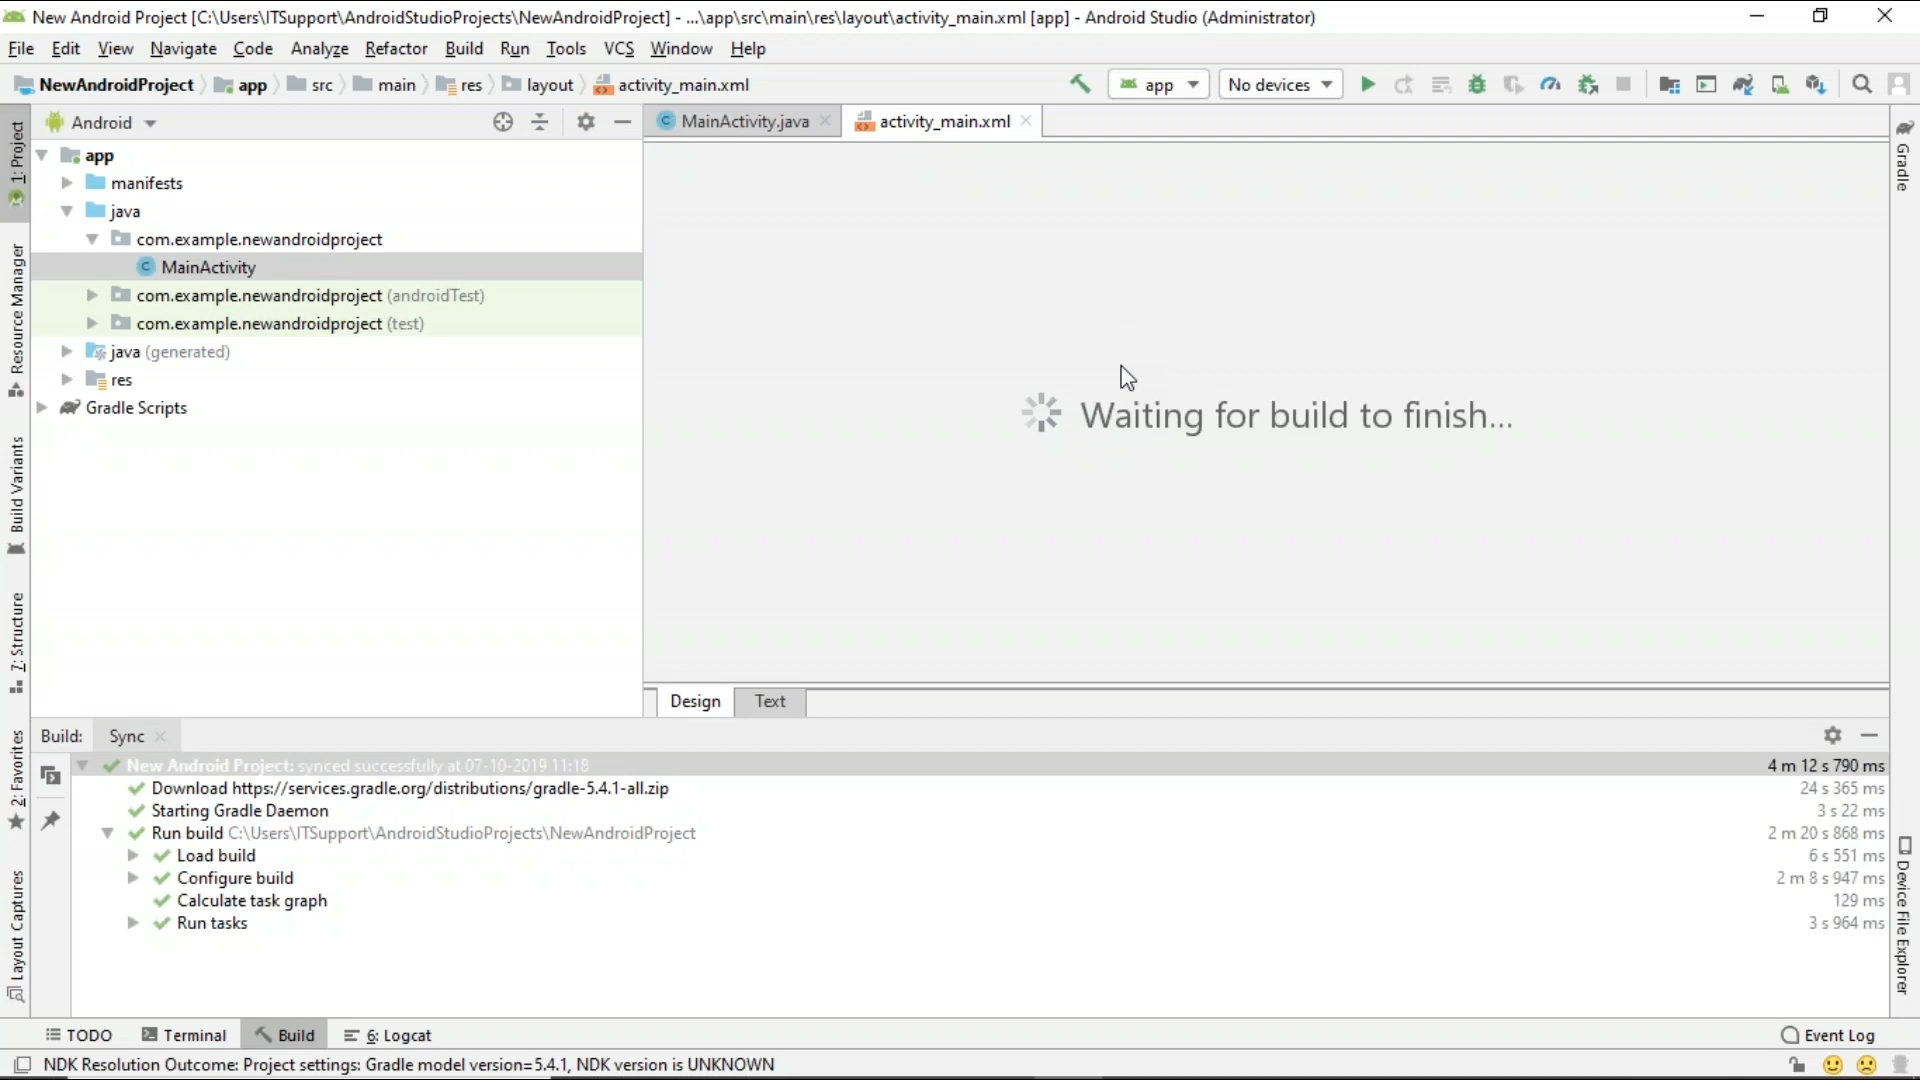 New Android Project [C:\Users\ITSupport\AndroidStudioProjects\NewAndroidProject] - ...\app\src\main\res\layout\activity_main.xml [app] - Android Studio (Administrator)
File Edit View Navigate Code Analyze Refactor Build Run Tools VCS Window Help
NewAndroidProject app src main res layout activity_main.xml app No devices
1: Project
Resource Manager
Build Variants
7: Structure
2: Favorites
Layout Captures
Android
app
manifests
java
com.example.newandroidproject
MainActivity
com.example.newandroidproject (androidTest)
com.example.newandroidproject (test)
java (generated)
res
Gradle Scripts
MainActivity.java activity_main.xml
Waiting for build to finish...
Design Text
Gradle
Device File Explorer
Build: Sync
New Android Project: synced successfully at 07-10-2019 11:18 4 m 12 s 790 ms
Download https://services.gradle.org/distributions/gradle-5.4.1-all.zip 24 s 365 ms
Starting Gradle Daemon 3 s 22 ms
Run build C:\Users\ITSupport\AndroidStudioProjects\NewAndroidProject 2 m 20 s 868 ms
Load build 6 s 551 ms
Configure build 2 m 8 s 947 ms
Calculate task graph 129 ms
Run tasks 3 s 964 ms
TODO Terminal Build 6: Logcat Event Log
NDK Resolution Outcome: Project settings: Gradle model version=5.4.1, NDK version is UNKNOWN